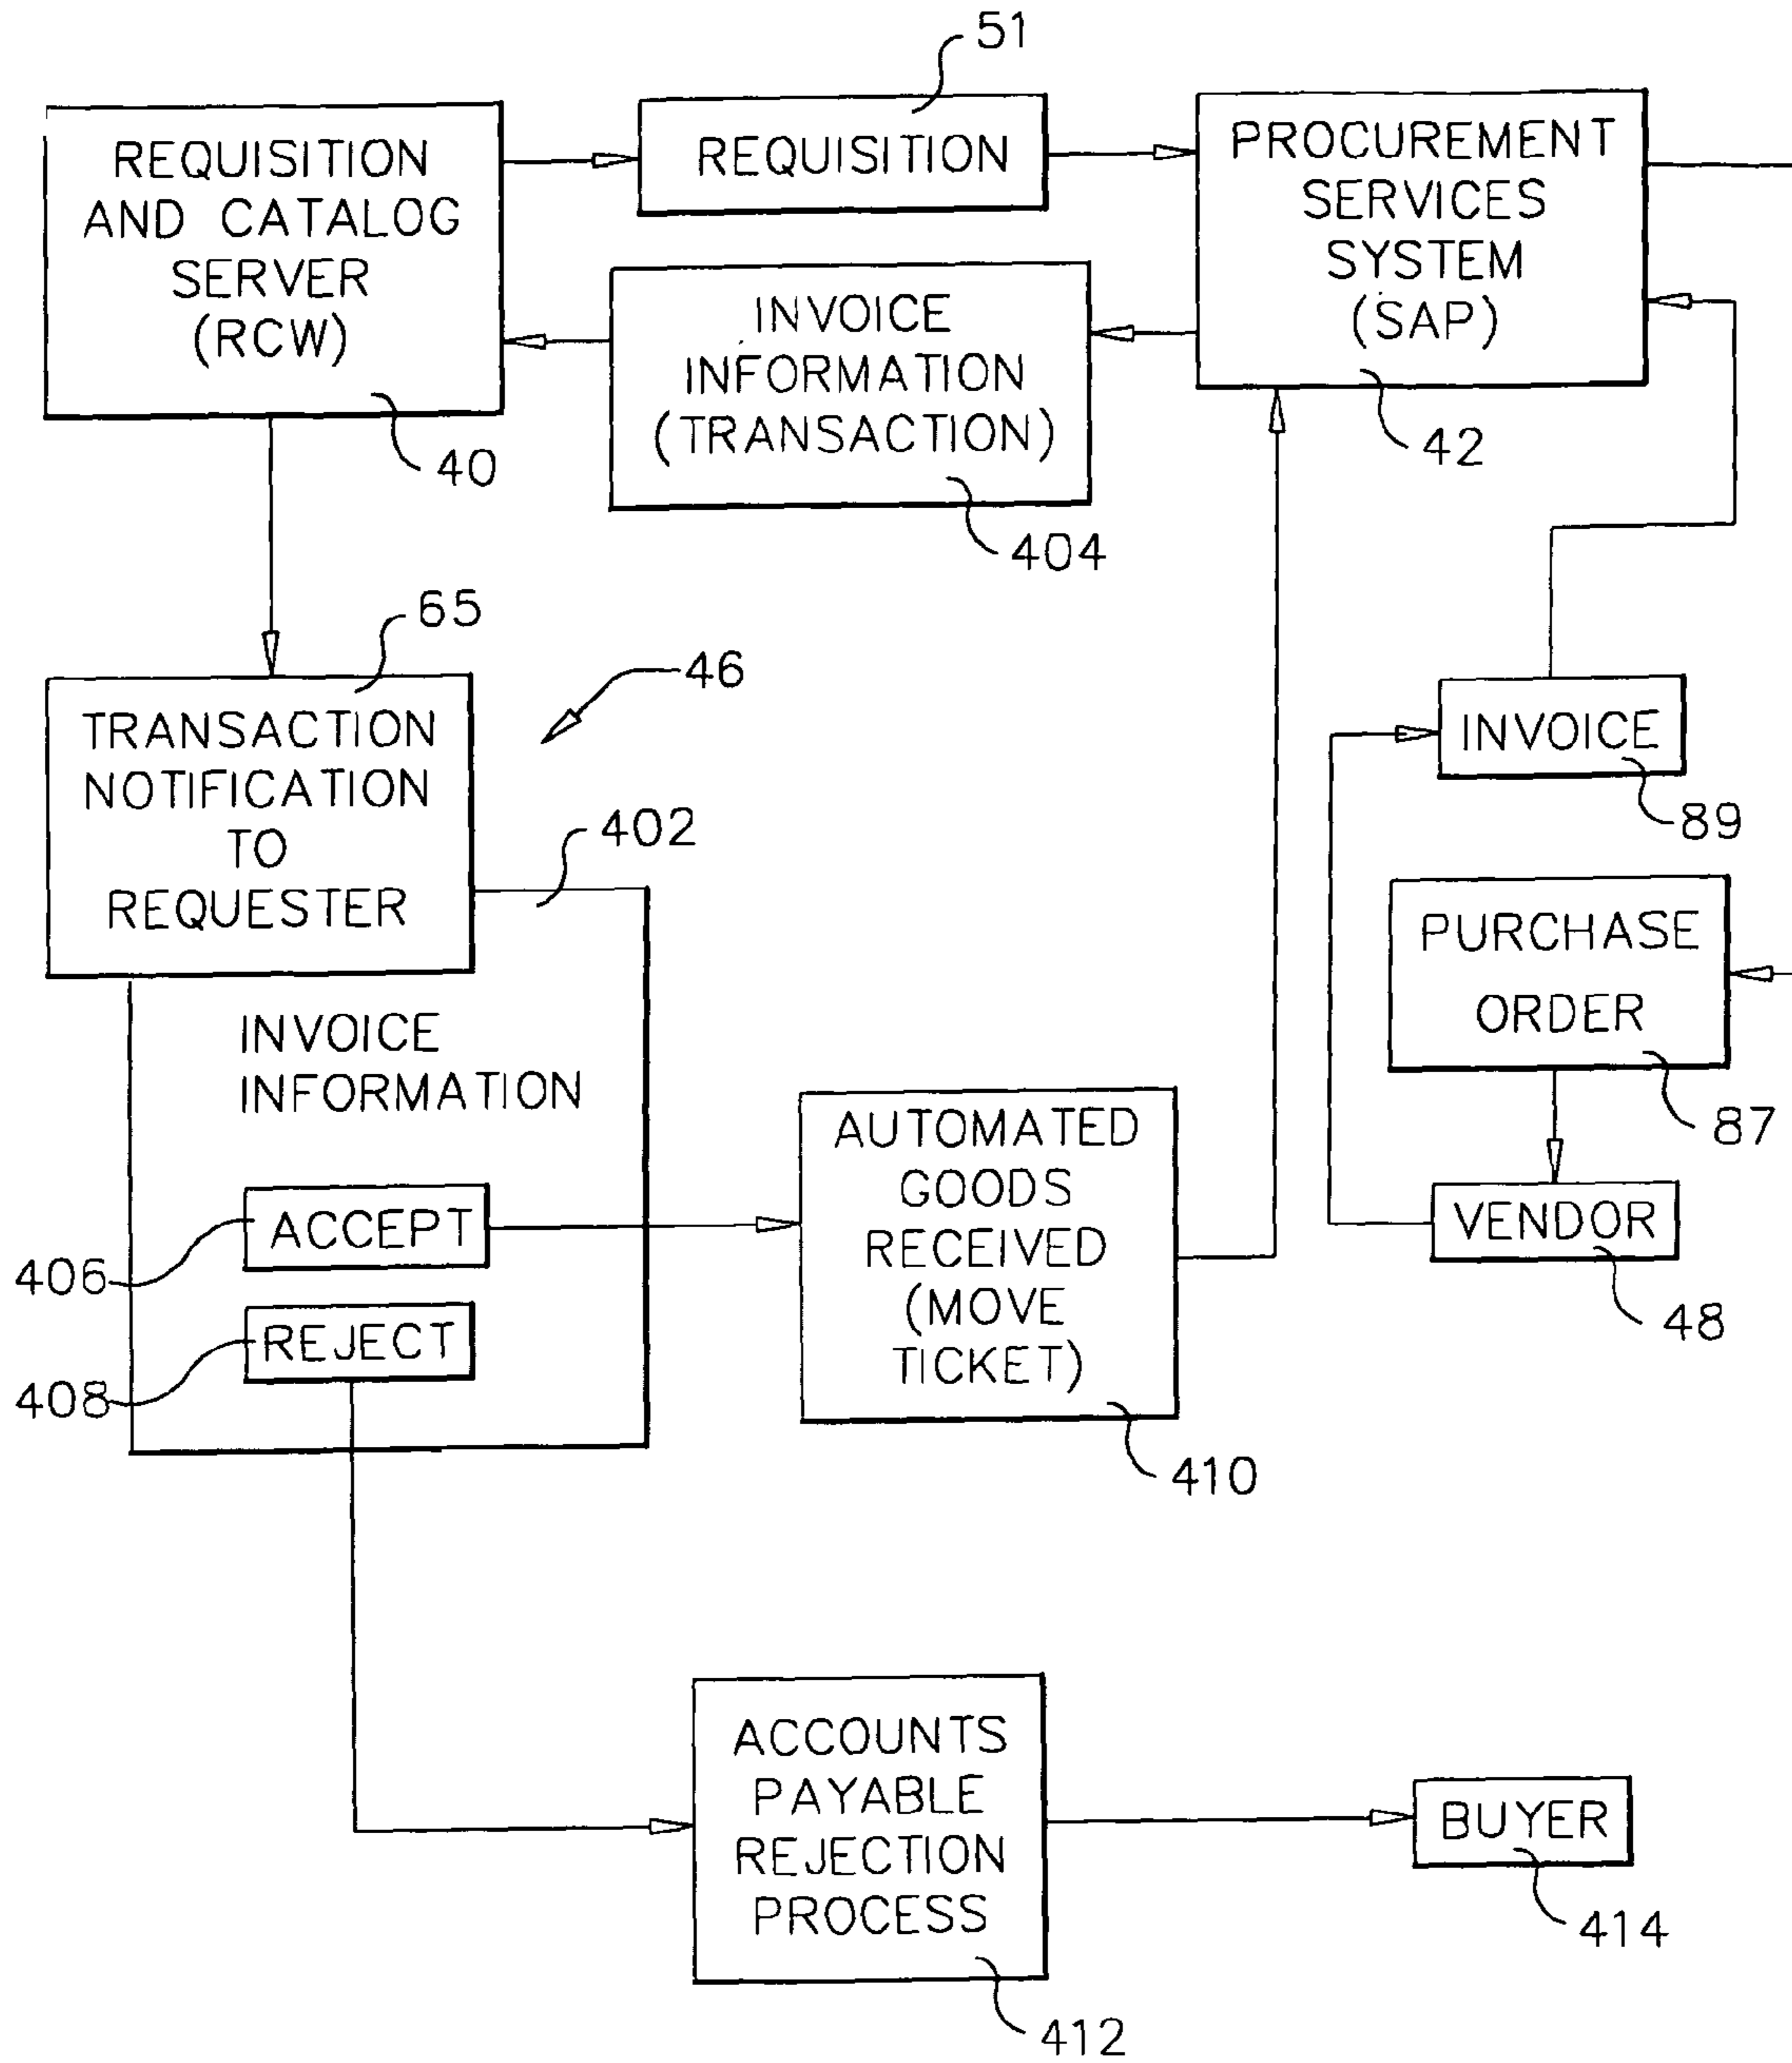 51
REQUISITION
AND CATALOG
SERVER
(RCW)
40
REQUISITION
PROCUREMENT
SERVICES
SYSTEM
(SAP)
42
INVOICE
INFORMATION
(TRANSACTION)
404
65
46
TRANSACTION
NOTIFICATION
TO
REQUESTER
402
INVOICE
89
PURCHASE
ORDER
87
VENDOR
48
INVOICE
INFORMATION
ACCEPT
406
REJECT
408
AUTOMATED
GOODS
RECEIVED
(MOVE
TICKET)
410
ACCOUNTS
PAYABLE
REJECTION
PROCESS
412
BUYER
414